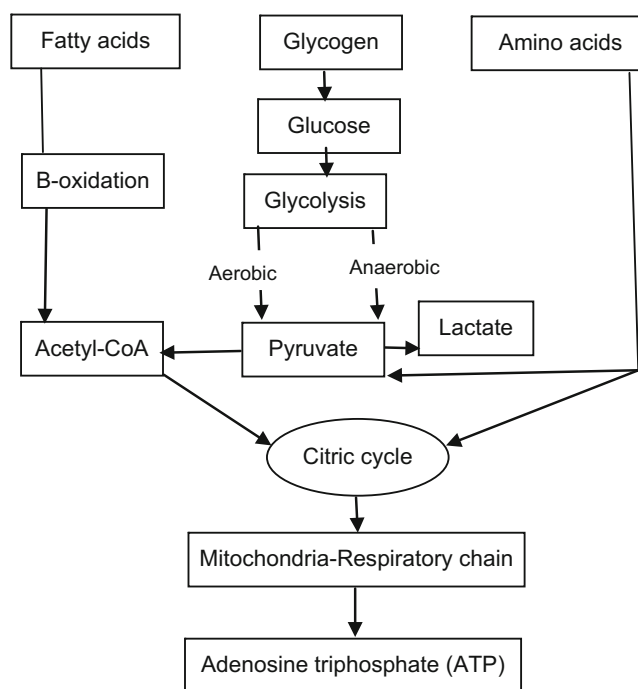 Fatty acids
Glycogen
Amino acids
Glucose
B-oxidation
Glycolysis
Aerobic
Anaerobic
Lactate
Acetyl-CoA
Pyruvate
Citric cycle
Mitochondria-Respiratory chain
Adenosine triphosphate (ATP)